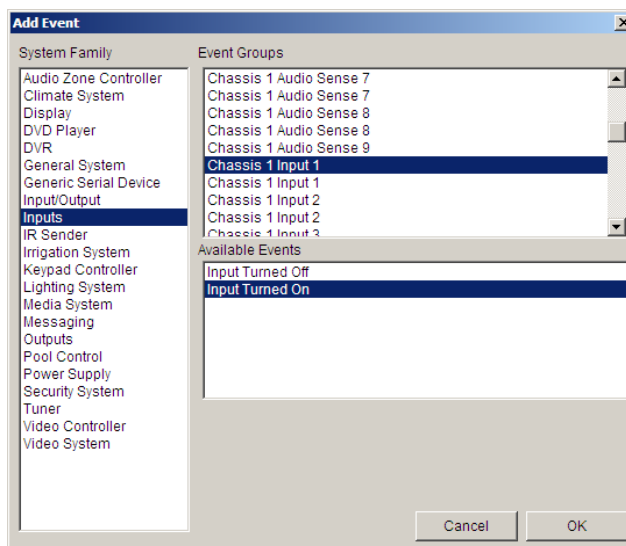 Add Event
System Family
Audio Zone Controller
Climate System
Display
DVD Player
DVR
General System
Generic Serial Device
Input/Output
Inputs
IR Sender
Irrigation System
Keypad Controller
Lighting System
Media System
Messaging
Outputs
Pool Control
Power Supply
Security System
Tuner
Video Controller
Video System
Event Groups
Chassis 1 Audio Sense 7
Chassis 1 Audio Sense 7
Chassis 1 Audio Sense 8
Chassis 1 Audio Sense 8
Chassis 1 Audio Sense 9
Chassis 1 Input 1
Chassis 1 Input 1
Chassis 1 Input 2
Chassis 1 Input 2
Chassis 1 Input 3
Available Events
Input Turned Off
Input Turned On
Cancel
OK